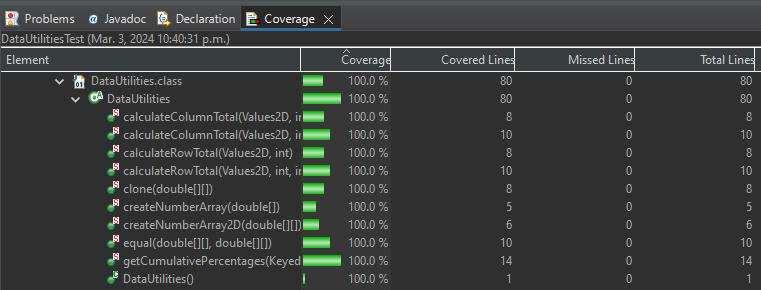 Problems Javadoc Declaration Coverage
DataUtilitiesTest (Mar. 3, 2024 10:40:31 p.m.)
Element Coverage Covered Lines Missed Lines Total Lines
DataUtilities.class 100.0 % 80 0 80
DataUtilities 100.0 % 80 0 80
calculateColumnTotal(Values2D, in 100.0 % 8 0 8
calculateColumnTotal(Values2D, in 100.0 % 10 0 10
calculateRowTotal(Values2D, int) 100.0 % 8 0 8
calculateRowTotal(Values2D, int, in 100.0 % 10 0 10
clone(double[][]) 100.0 % 8 0 8
createNumberArray(double[]) 100.0 % 5 0 5
createNumberArray2D(double[][]) 100.0 % 6 0 6
equal(double[][], double[][]) 100.0 % 10 0 10
getCumulativePercentages(Keyed 100.0 % 14 0 14
DataUtilities() 100.0 % 1 0 1